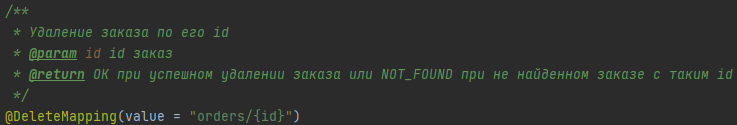 /**
* Удаление заказа по его id
* @param id id заказ
* @return ОК при успешном удалении заказа или NOT_FOUND при не найденном заказе с таким id
*/
@DeleteMapping(value = "orders/{id}")